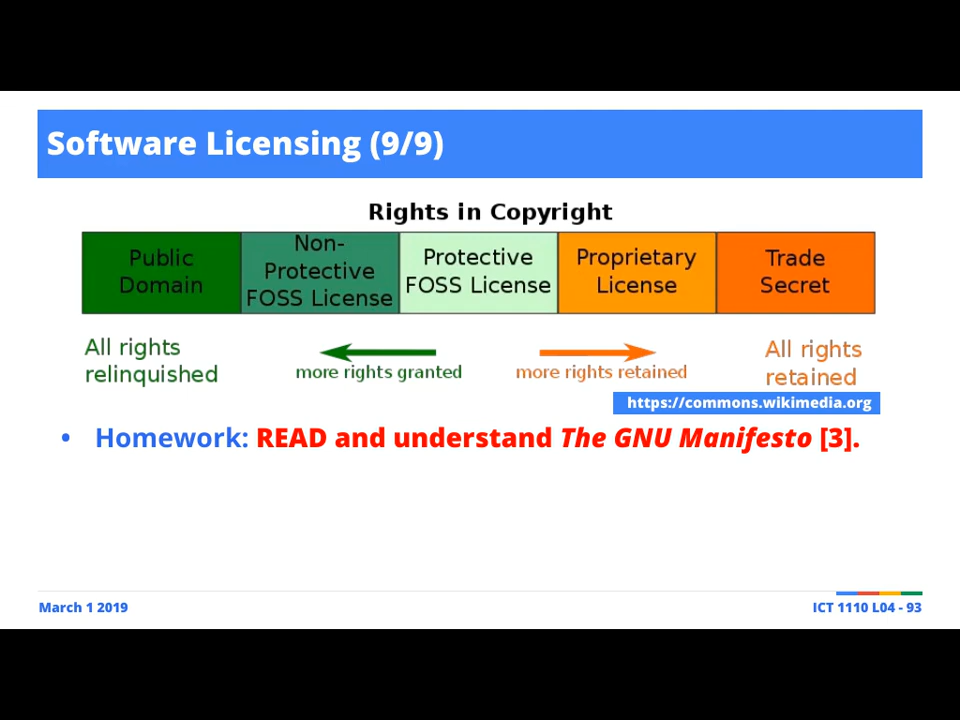 Software Licensing (9/9)
Rights in Copyright
Public Domain
Non-Protective FOSS License
Protective FOSS License
Proprietary License
Trade Secret
All rights relinquished
more rights granted
more rights retained
All rights retained
https://commons.wikimedia.org
• Homework: READ and understand The GNU Manifesto [3].
March 1 2019
ICT 1110 L04 - 93